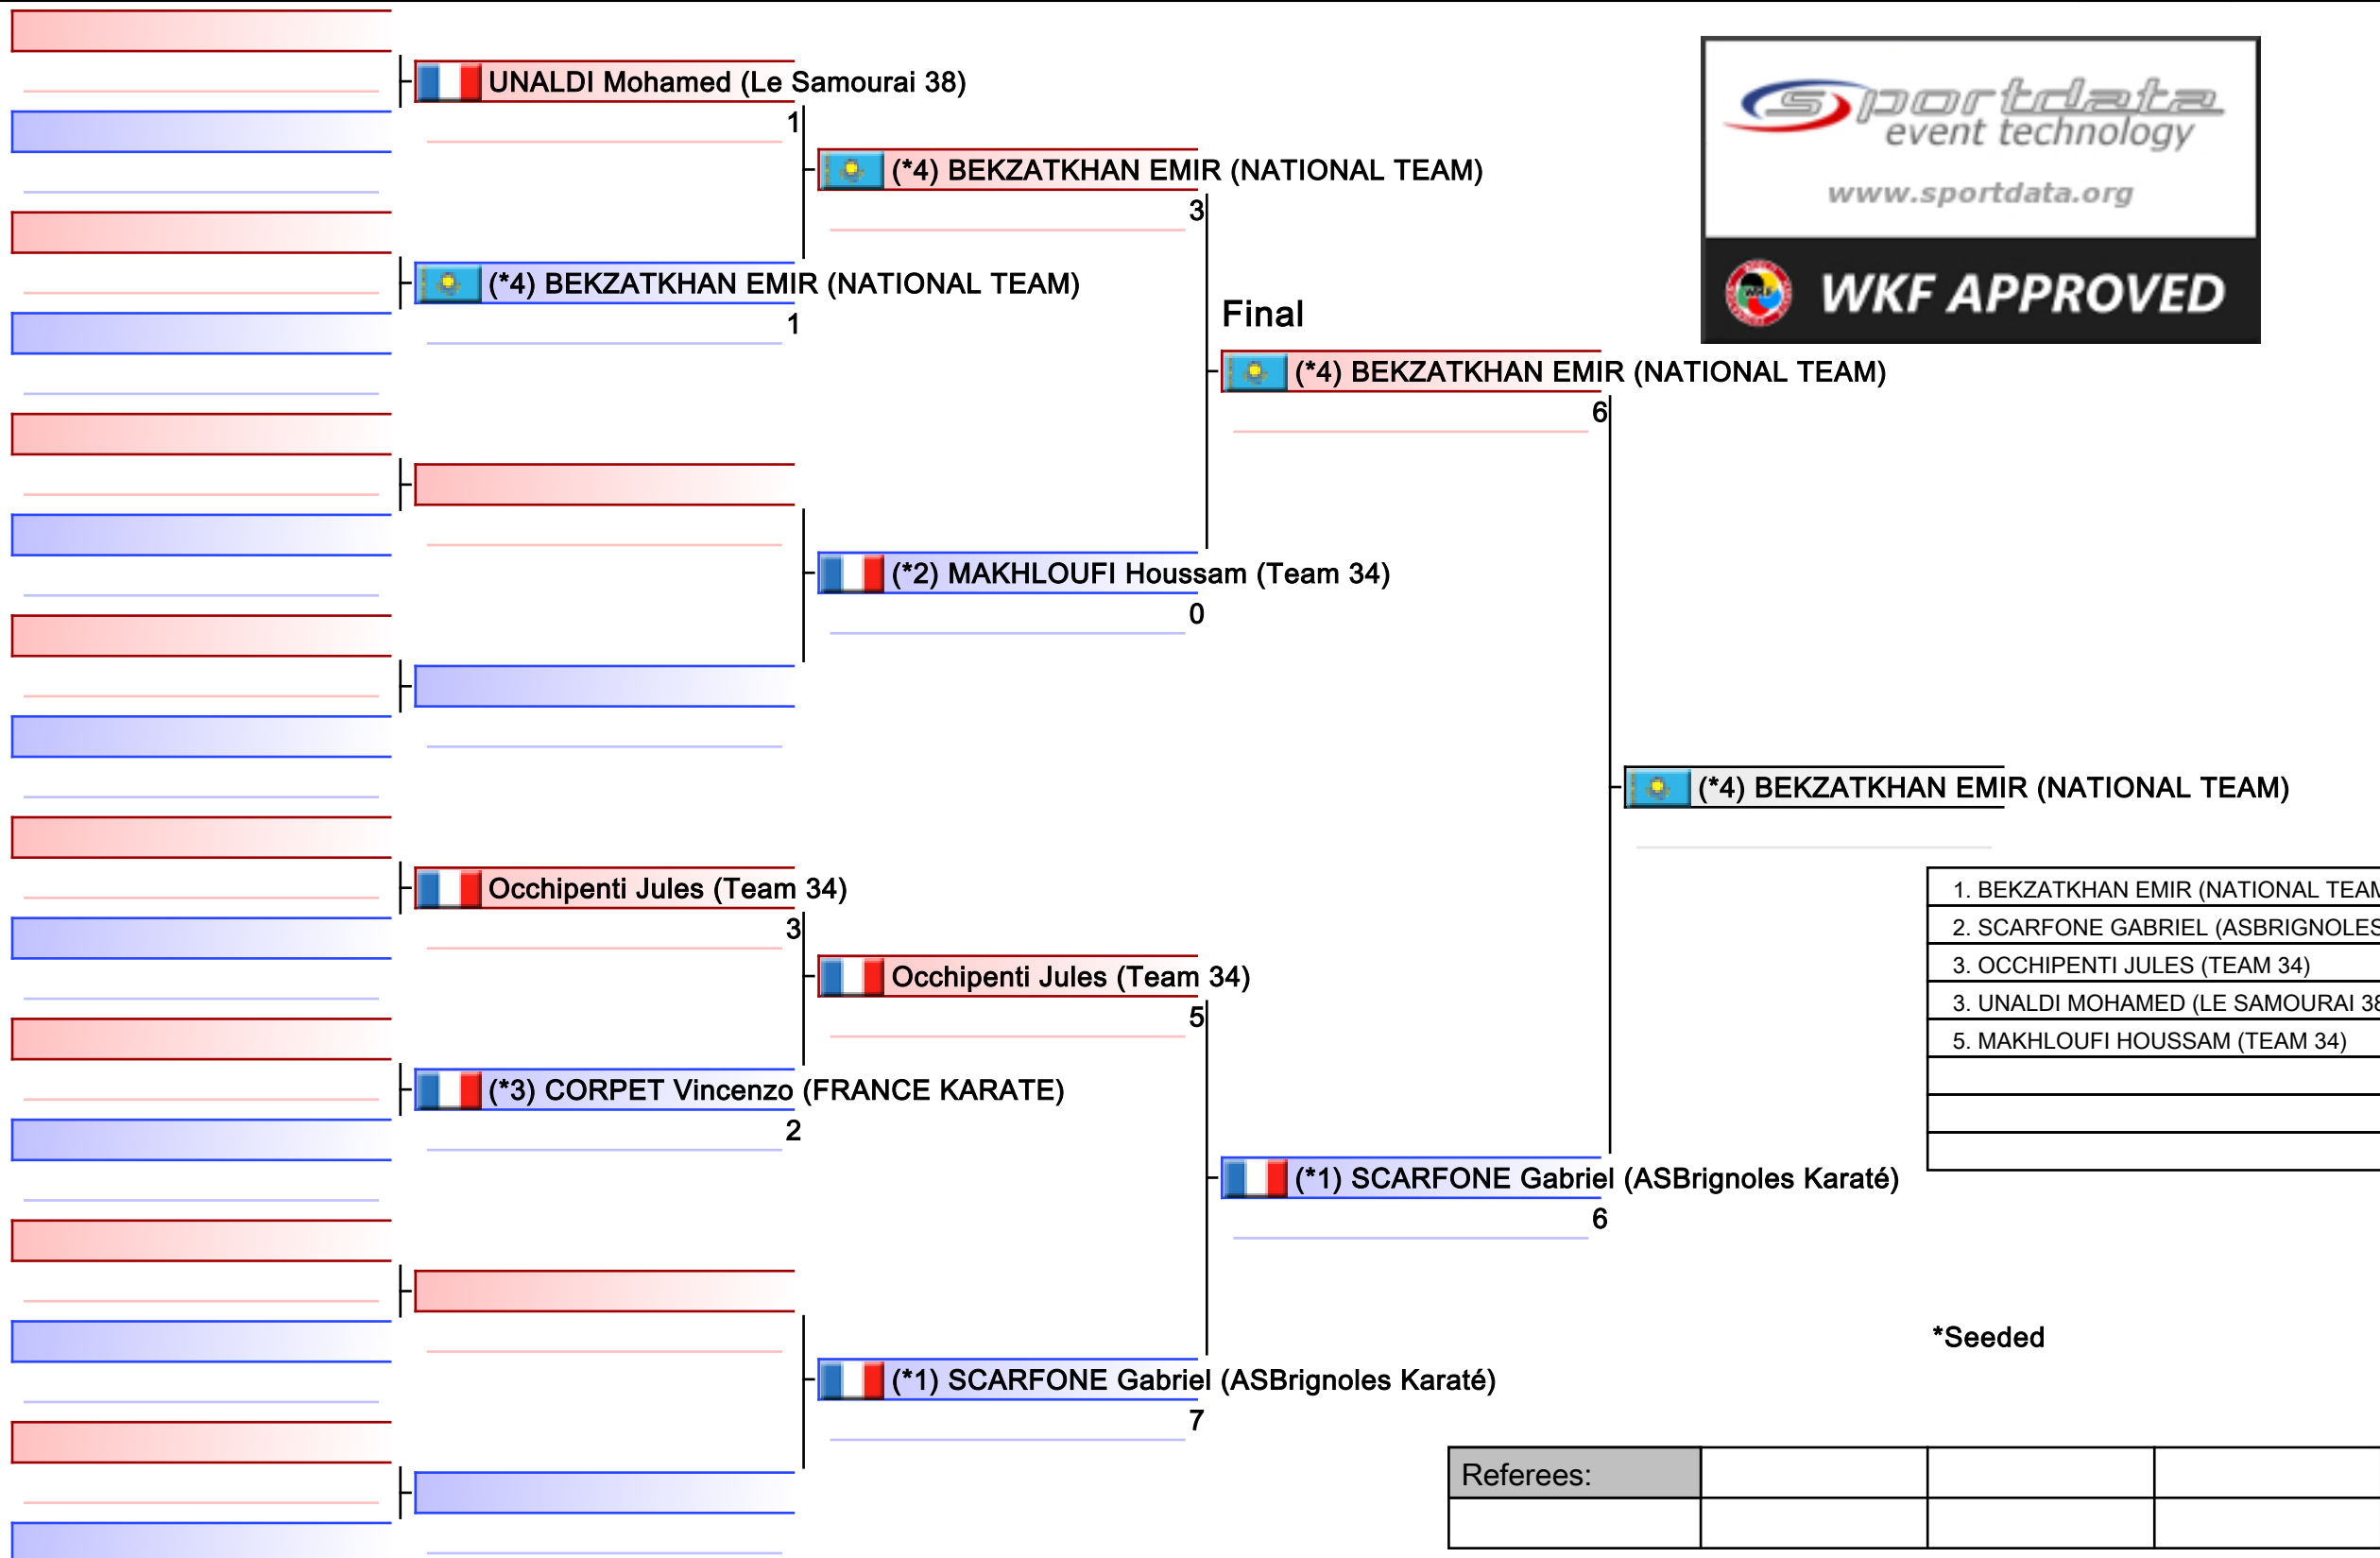 UNALDI Mohamed (Le Samourai 38)
1
(*4) BEKZATKHAN EMIR (NATIONAL TEAM)
3
(*4) BEKZATKHAN EMIR (NATIONAL TEAM)
1
Final
(*4) BEKZATKHAN EMIR (NATIONAL TEAM)
6
(*2) MAKHLOUFI Houssam (Team 34)
0
(*4) BEKZATKHAN EMIR (NATIONAL TEAM)
Occhipenti Jules (Team 34)
3
Occhipenti Jules (Team 34)
5
(*3) CORPET Vincenzo (FRANCE KARATE)
2
(*1) SCARFONE Gabriel (ASBrignoles Karaté)
6
(*1) SCARFONE Gabriel (ASBrignoles Karaté)
7
sportdata
event technology
www.sportdata.org
WKF APPROVED
1. BEKZATKHAN EMIR (NATIONAL TEAM
2. SCARFONE GABRIEL (ASBRIGNOLES
3. OCCHIPENTI JULES (TEAM 34)
3. UNALDI MOHAMED (LE SAMOURAI 38
5. MAKHLOUFI HOUSSAM (TEAM 34)
*Seeded
Referees: